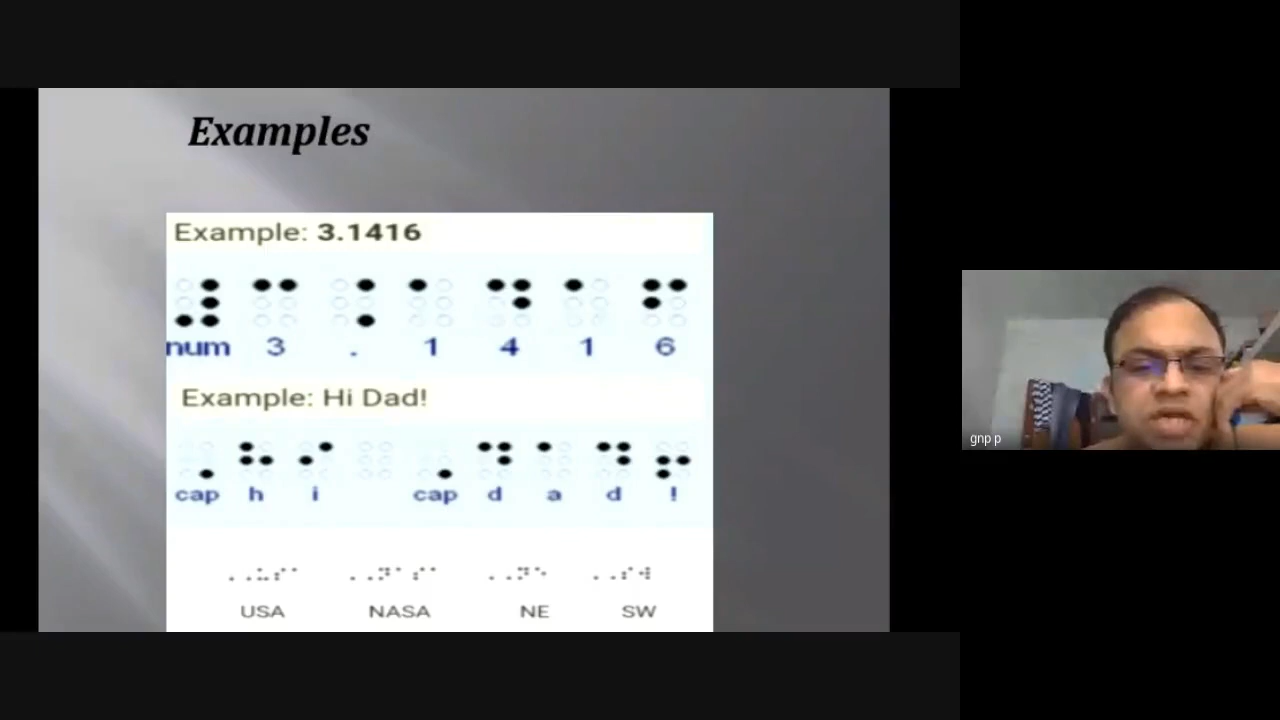 Examples
Example: 3.1416
num 3 . 1 4 1 6
Example: Hi Dad!
cap h i cap d a d !
USA NASA NE SW
gnp p